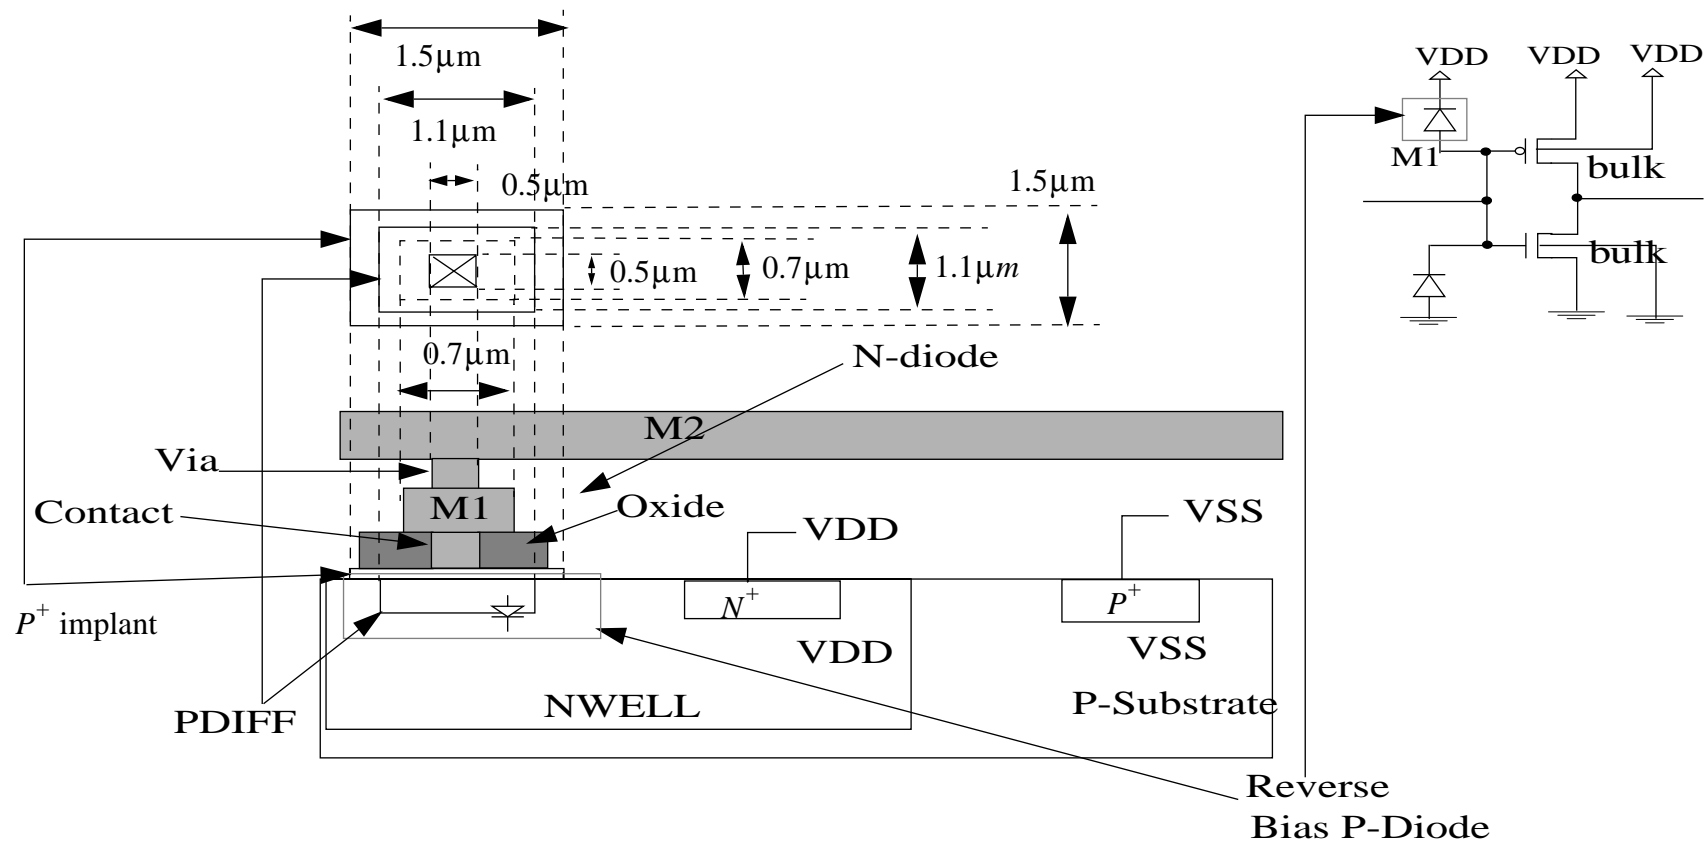 1.5μm
1.1μm
0.5μm
1.5μm
0.5μm
0.7μm
1.1μm
0.7μm
N-diode
M2
Via
M1
Contact
Oxide
VDD
VSS
P+ implant
N+
P+
VDD
VSS
NWELL
P-Substrate
PDIFF
Reverse
Bias P-Diode
VDD
VDD
VDD
M1
bulk
bulk